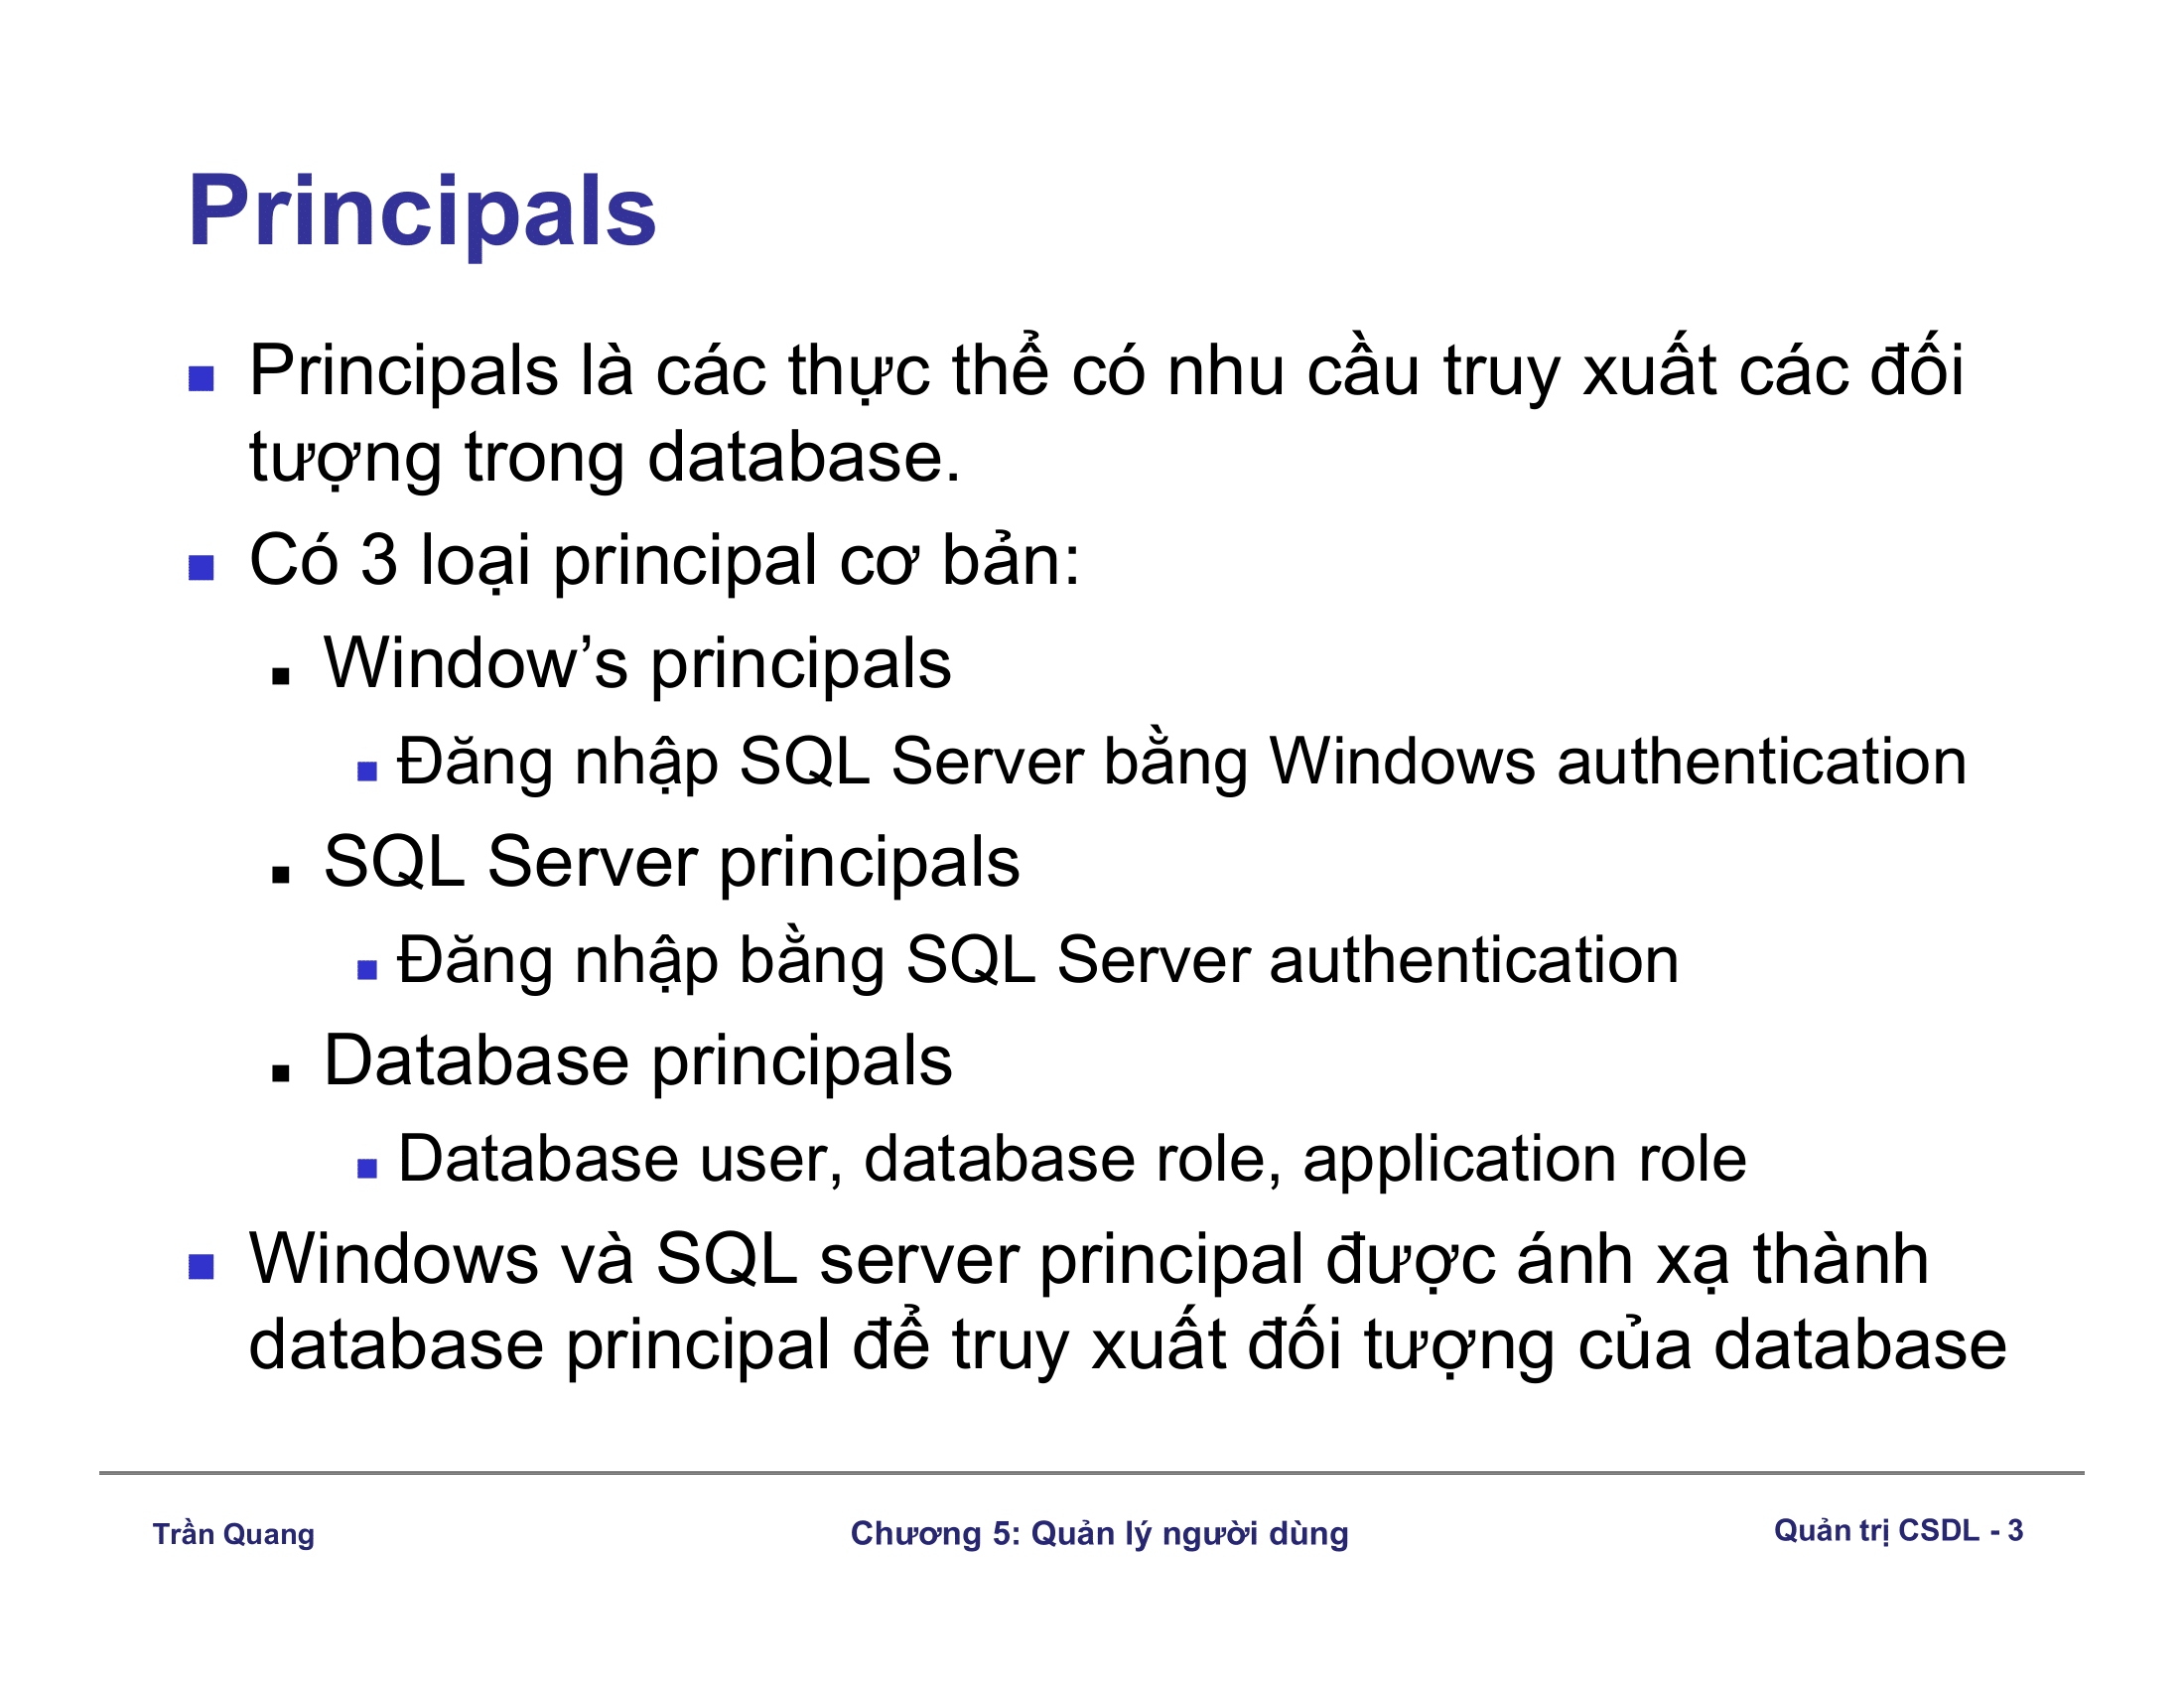 Principals
Principals là các thực thể có nhu cầu truy xuất các đối
tượng trong database.
Có 3 loại principal cơ bản:
Window’s principals
Đăng nhập SQL Server bằng Windows authentication
SQL Server principals
Đăng nhập bằng SQL Server authentication
Database principals
Database user, database role, application role
Windows và SQL server principal được ánh xạ thành
database principal để truy xuất đối tượng của database
Trần Quang
Chương 5: Quản lý người dùng
Quản trị CSDL - 3